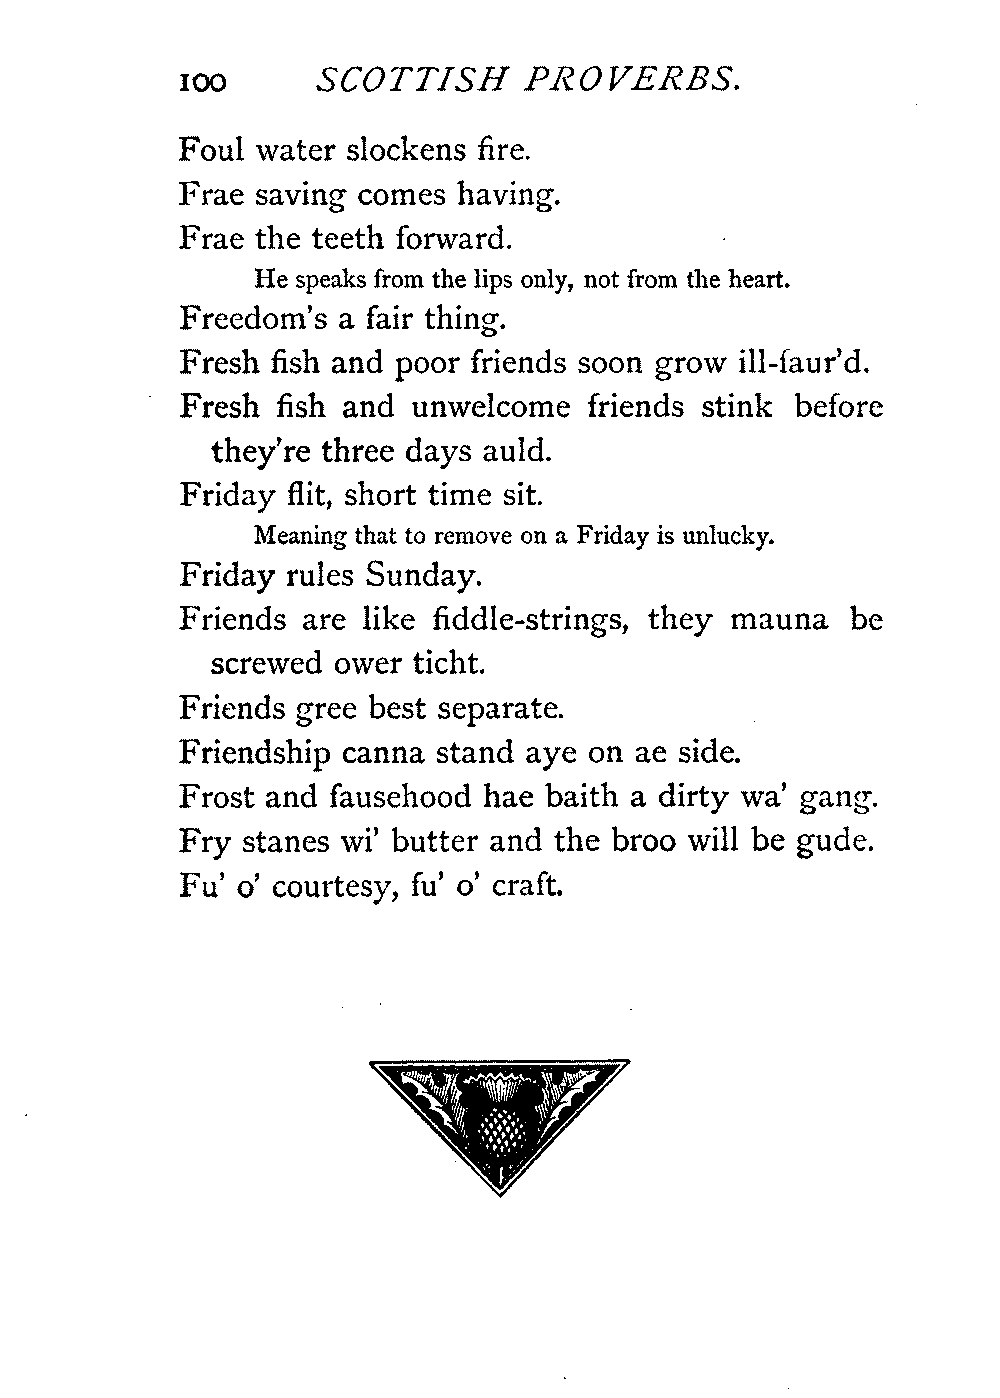 100 SCOTTISH PROVERBS.
Foul water slockens fire.
Frae saving comes having.
Frae the teeth forward.
He speaks from the lips only, not from the heart.
Freedom's a fair thing.
Fresh fish and poor friends soon grow ill-faur'd.
Fresh fish and unwelcome friends stink before
they're three days auld.
Friday flit, short time sit.
Meaning that to remove on a Friday is unlucky.
Friday rules Sunday.
Friends are like fiddle-strings, they mauna be
screwed ower ticht.
Friends gree best separate.
Friendship canna stand aye on ae side.
Frost and fausehood hae baith a dirty wa' gang.
Fry stanes wi' butter and the broo will be gude.
Fu' o' courtesy, fu' o' craft.